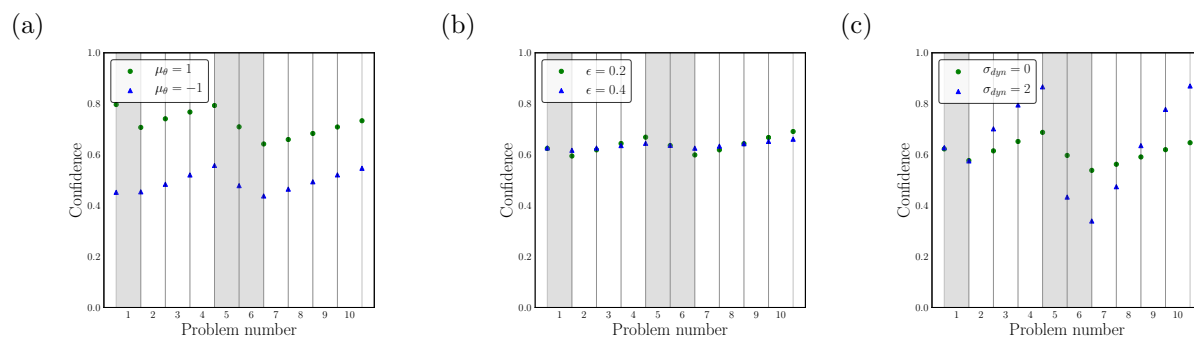 (a)
1.0
0.8
0.6
0.4
0.2
0.0
Confidence
μ_θ = 1
μ_θ = −1
1 2 3 4 5 6 7 8 9 10
Problem number
(b)
1.0
0.8
0.6
0.4
0.2
0.0
Confidence
ϵ = 0.2
ϵ = 0.4
1 2 3 4 5 6 7 8 9 10
Problem number
(c)
1.0
0.8
0.6
0.4
0.2
0.0
Confidence
σ_dyn = 0
σ_dyn = 2
1 2 3 4 5 6 7 8 9 10
Problem number